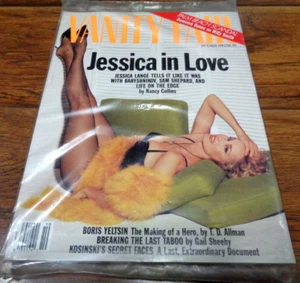 VANITY FAIR
Jessica in Love
JESSICA LANGE TELLS IT LIKE IT WAS
WITH BARYSHNIKOV, SAM SHEPARD, AND
LIFE ON THE EDGE
by Nancy Collins
BORIS YELTSIN The Making of a Hero, by T. D. Allman
BREAKING THE LAST TABOO by Gail Sheehy
KOSINSKI'S SECRET FACES A Last, Extraordinary Document